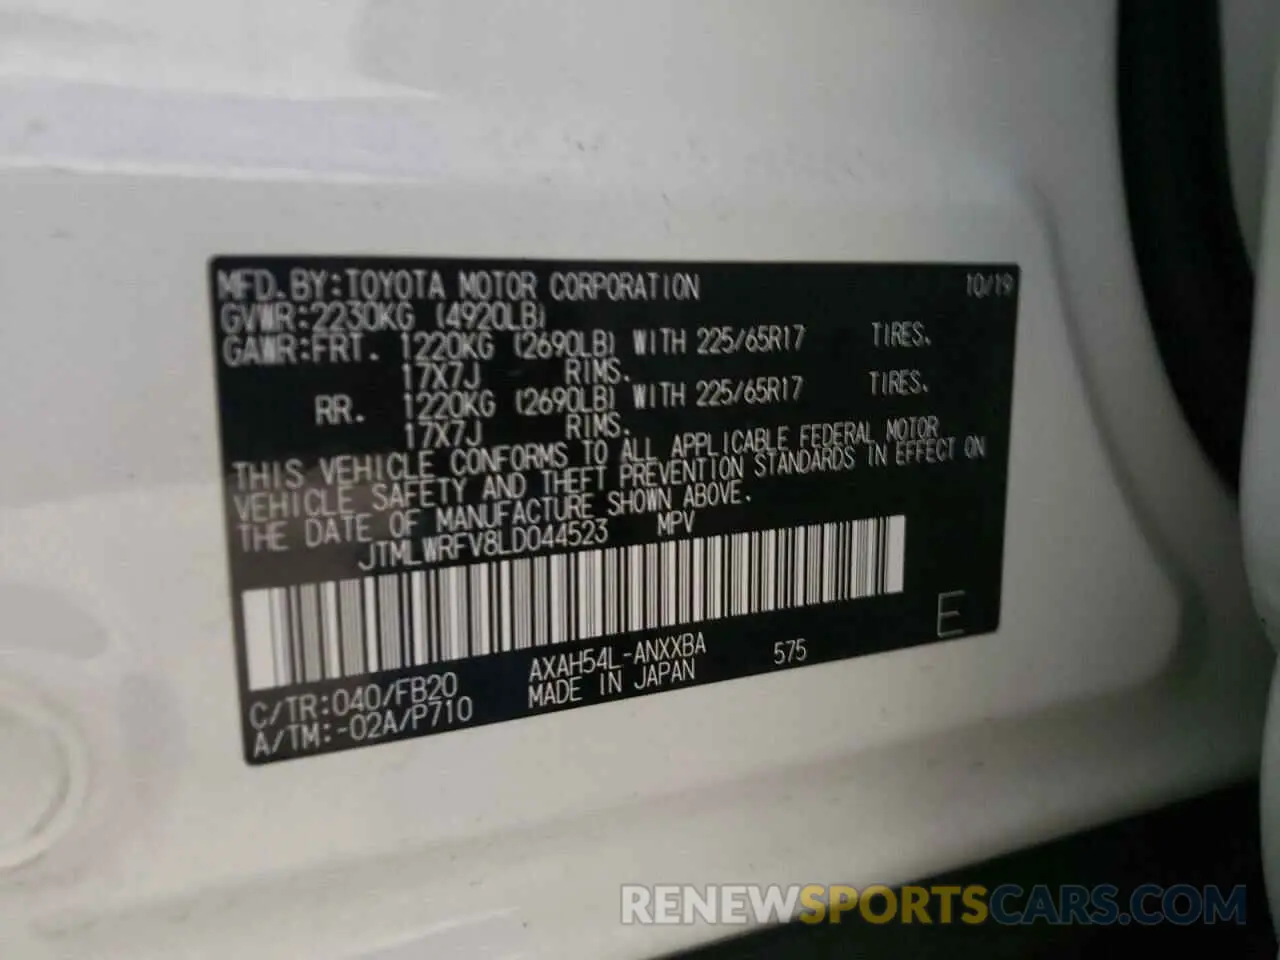 MFD. BY:TOYOTA MOTOR CORPORATION 10/19
GVWR:2230KG (4920LB)
GAWR:FRT. 1220KG (2690LB) WITH 225/65R17 TIRES.
17X7J RIMS.
RR. 1220KG (2690LB) WITH 225/65R17 TIRES.
17X7J RIMS.
THIS VEHICLE CONFORMS TO ALL APPLICABLE FEDERAL MOTOR
VEHICLE SAFETY AND THEFT PREVENTION STANDARDS IN EFFECT ON
THE DATE OF MANUFACTURE SHOWN ABOVE.
JTMLWRFV8LD044523 MPV
E
C/TR:040/FB20 AXAH54L-ANXXBA 575
A/TM:-02A/P710 MADE IN JAPAN
RENEWSPORTSCARS.COM